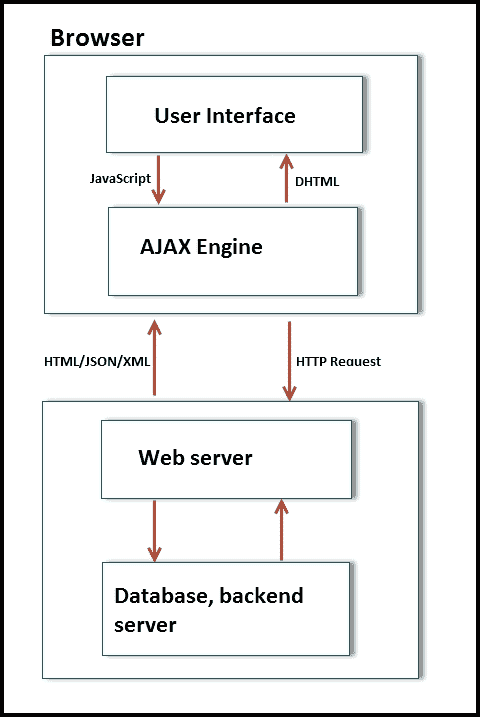 Browser
User Interface
JavaScript
DHTML
AJAX Engine
HTML/JSON/XML
HTTP Request
Web server
Database, backend
server